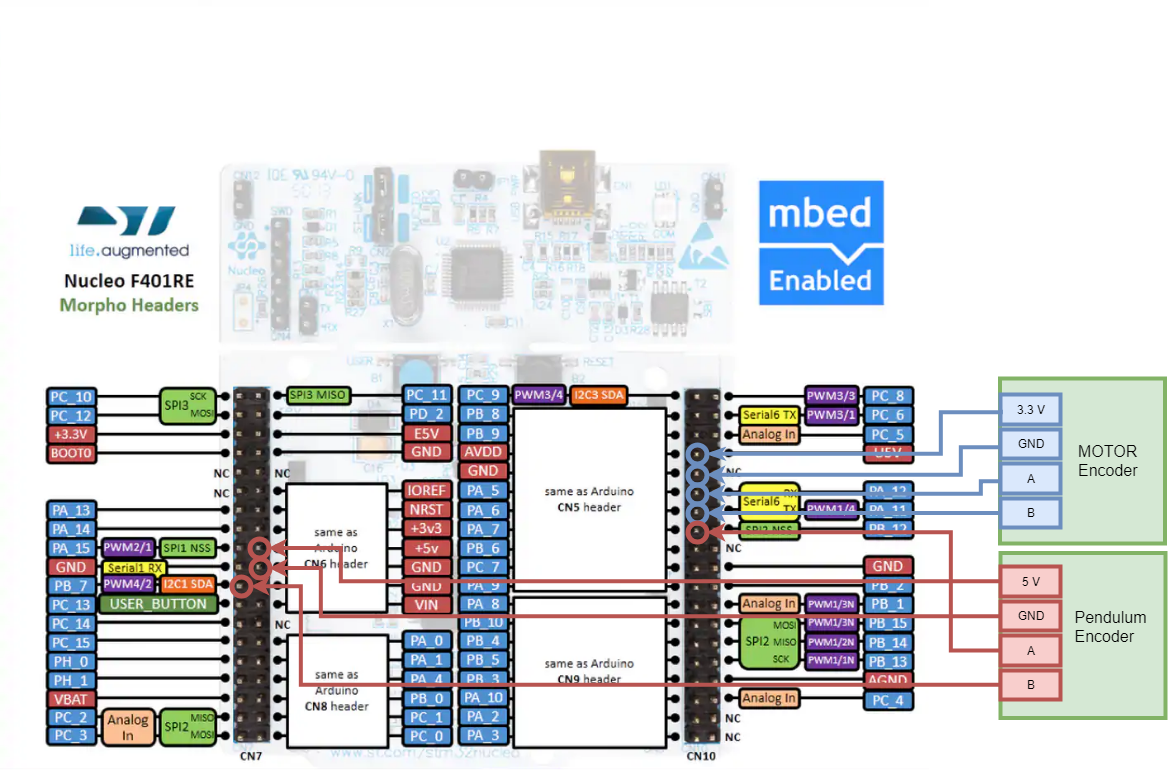 life.augmented
Nucleo F401RE
Morpho Headers
mbed
Enabled
PC_10
PC_12
+3.3V
BOOT0
SPI3 SCK
MOSI
NC
NC
PA_13
PA_14
PA_15 PWM2/1 SPI1 NSS
GND Serial1 RX
PB_7 PWM4/2 I2C1 SDA
PC_13 USER_BUTTON
PC_14
PC_15
PH_0
PH_1
VBAT
PC_2
PC_3
Analog In
SPI2 MISO
MOSI
CN7
SPI3 MISO
PC_11
PD_2
E5V
GND
NC
IOREF
NRST
+3v3
+5v
GND
GND
VIN
same as
Arduino
CN6 header
NC
PA_0
PA_1
PA_4
PB_0
PC_1
PC_0
same as
Arduino
CN8 header
PC_9 PWM3/4 I2C3 SDA
PB_8
PB_9
AVDD
GND
PA_5
PA_6
PA_7
PB_6
PC_7
PA_9
PA_8
PB_10
PB_4
PB_5
PB_3
PA_10
PA_2
PA_3
same as Arduino
CN5 header
same as Arduino
CN9 header
CN10
PWM3/3 PC_8
Serial6 TX PWM3/1 PC_6
Analog In PC_5
U5V
NC
Serial6 RX
TX
PA_12
PWM1/4 PA_11
SPI2 NSS PB_12
NC
GND
PB_2
Analog In PWM1/3N PB_1
SPI2
MOSI PWM1/3N PB_15
MISO PWM1/2N PB_14
SCK PWM1/1N PB_13
AGND
Analog In PC_4
NC
NC
3.3 V
GND
A
B
MOTOR
Encoder
5 V
GND
A
B
Pendulum
Encoder
USER
B1
RESET
B2
www.st.com/stm32nucleo